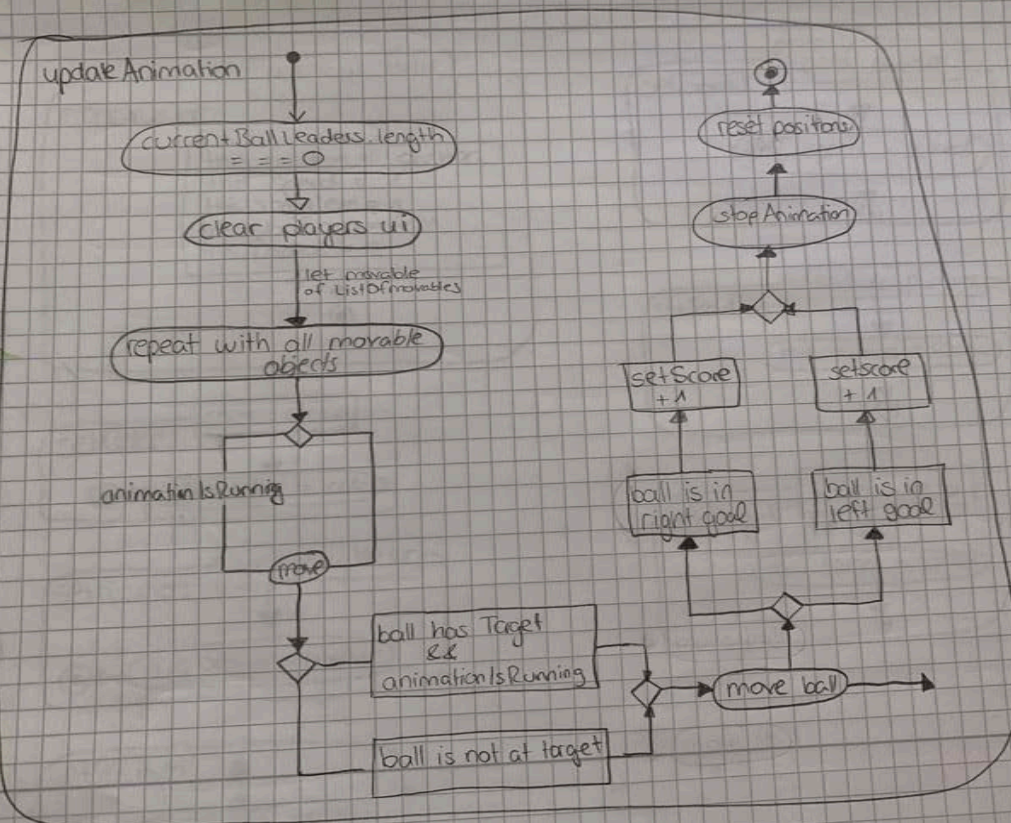 updateAnimation
currentBallLeaders.length
=== 0
clear players ui
let movable
of ListOfmovables
repeat with all movable
objects
animationIsRunning
move
ball has Taget
&&
animationIsRunning
ball is not at target
move ball
ball is in
right goal
ball is in
left goal
setScore
+1
setscore
+1
stopAnimation
reset positions